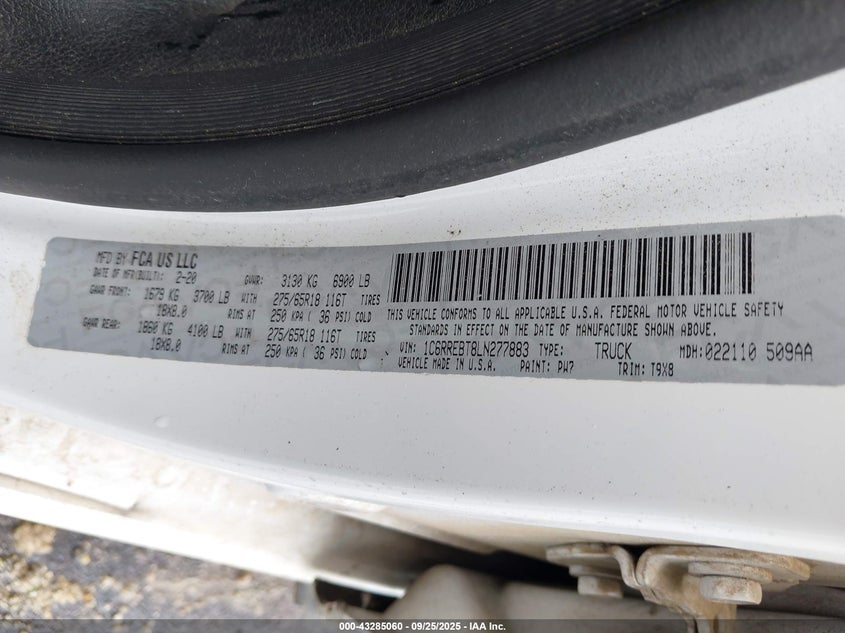 MFD BY FCA US LLC
DATE OF MFR(BUILT): 2-20 GVWR: 3130 KG 6900 LB
GAWR FRONT: 1679 KG 3700 LB WITH 275/65R18 116T TIRES
18X8.0 RIMS AT 250 KPA ( 36 PSI) COLD
GAWR REAR: 1860 KG 4100 LB WITH 275/65R18 116T TIRES
18X8.0 RIMS AT 250 KPA ( 36 PSI) COLD
THIS VEHICLE CONFORMS TO ALL APPLICABLE U.S.A. FEDERAL MOTOR VEHICLE SAFETY
STANDARDS IN EFFECT ON THE DATE OF MANUFACTURE SHOWN ABOVE.
VIN: 1C6RREBT8LN277883 TYPE: TRUCK MDH:022110 509AA
VEHICLE MADE IN U.S.A. PAINT: PW7 TRIM: T9X8
000-43285060 - 09/25/2025 - IAA Inc.